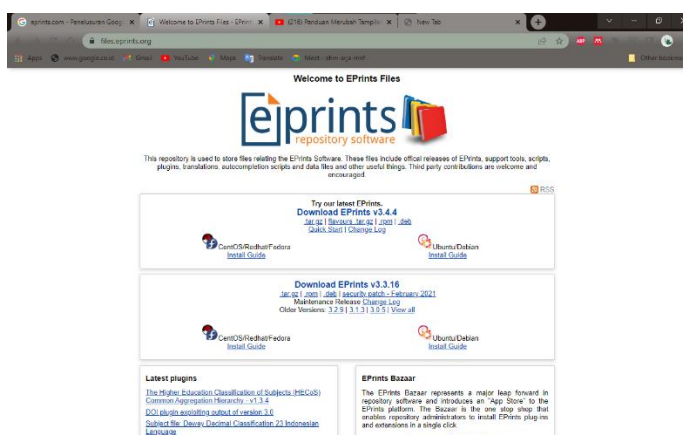 eprints.com - Penelusuran Goog
Welcome to EPrints Files - EPrin
(216) Panduan Merubah Templa
New Tab
files.eprints.org
Apps
www.google.co.id
Gmail
YouTube
Maps
Translate
Meet
Other bookma
Welcome to EPrints Files
eprints
repository software
This repository is used to store files relating the EPrints Software. These files include offical releases of EPrints, support tools, scripts,
plugins, translations, autocompletion scripts and data files and other useful things. Third party contributions are welcome and
encouraged.
RSS
Try our latest EPrints.
Download EPrints v3.4.4
.tar.gz | flavours .tar.gz | .rpm | .deb
Quick Start | Change Log
CentOS/Redhat/Fedora
Install Guide
Ubuntu/Debian
Install Guide
Download EPrints v3.3.16
.tar.gz | .rpm | .deb | security patch - February 2021
Maintenance Release Change Log
Older Versions: 3.2.9 | 3.1.3 | 3.0.5 | View all
CentOS/Redhat/Fedora
Install Guide
Ubuntu/Debian
Install Guide
Latest plugins
The Higher Education Classification of Subjects (HECoS)
Common Aggregation Hierarchy - v1.3.4
DOI plugin exploiting output of version 3.0
Subject file: Dewey Decimal Classification 23 Indonesian
Language
EPrints Bazaar
The EPrints Bazaar represents a major leap forward in
repository software and introduces an "App Store" to the
EPrints platform. The Bazaar is the one stop shop that
enables repository administrators to install EPrints plug-ins
and extensions in a single click.